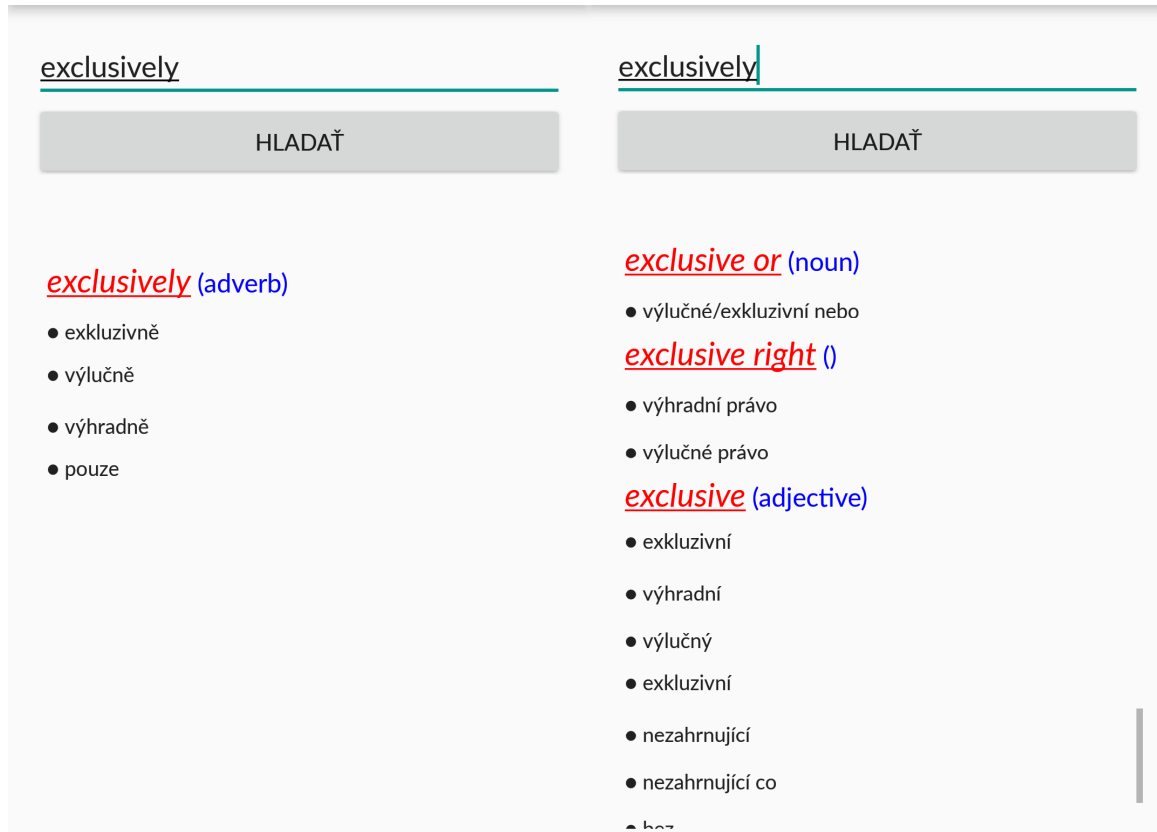 exclusively
HLADAŤ
exclusively (adverb)
● exkluzivně
● výlučně
● výhradně
● pouze
exclusively
HLADAŤ
exclusive or (noun)
● výlučné/exkluzivní nebo
exclusive right ()
● výhradní právo
● výlučné právo
exclusive (adjective)
● exkluzivní
● výhradní
● výlučný
● exkluzivní
● nezahrnující
● nezahrnující co